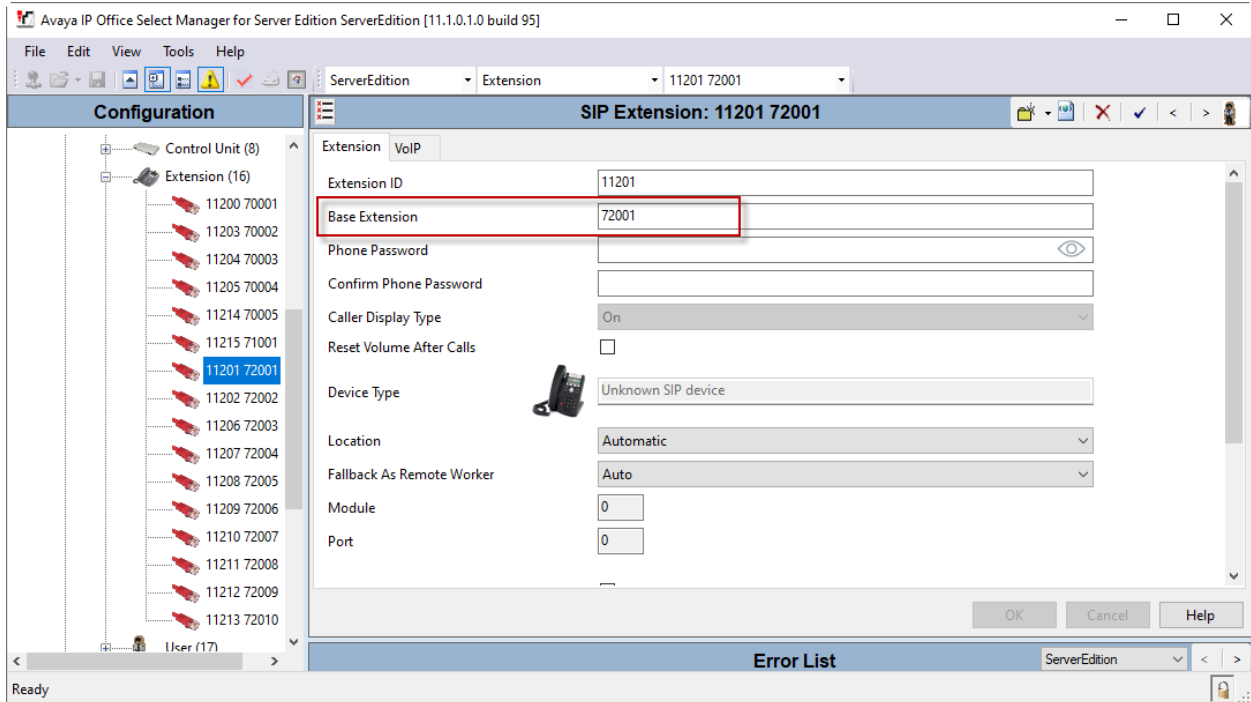 Avaya IP Office Select Manager for Server Edition ServerEdition [11.1.0.1.0 build 95]
File Edit View Tools Help
ServerEdition Extension 11201 72001
Configuration
SIP Extension: 11201 72001
Control Unit (8)
Extension (16)
11200 70001
11203 70002
11204 70003
11205 70004
11214 70005
11215 71001
11201 72001
11202 72002
11206 72003
11207 72004
11208 72005
11209 72006
11210 72007
11211 72008
11212 72009
11213 72010
User (17)
Extension VoIP
Extension ID 11201
Base Extension 72001
Phone Password
Confirm Phone Password
Caller Display Type On
Reset Volume After Calls
Device Type Unknown SIP device
Location Automatic
Fallback As Remote Worker Auto
Module 0
Port 0
OK Cancel Help
Error List ServerEdition
Ready